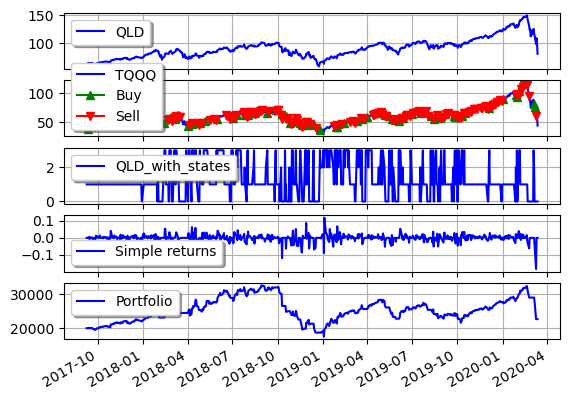 150
QLD
100
TQQQ
100
Buy
50
Sell
2
QLD_with_states
0
0.1
0.0
Simple returns
−0.1
30000
Portfolio
20000
2017-10 2018-01 2018-04 2018-07 2018-10 2019-01 2019-04 2019-07 2019-10 2020-01 2020-04